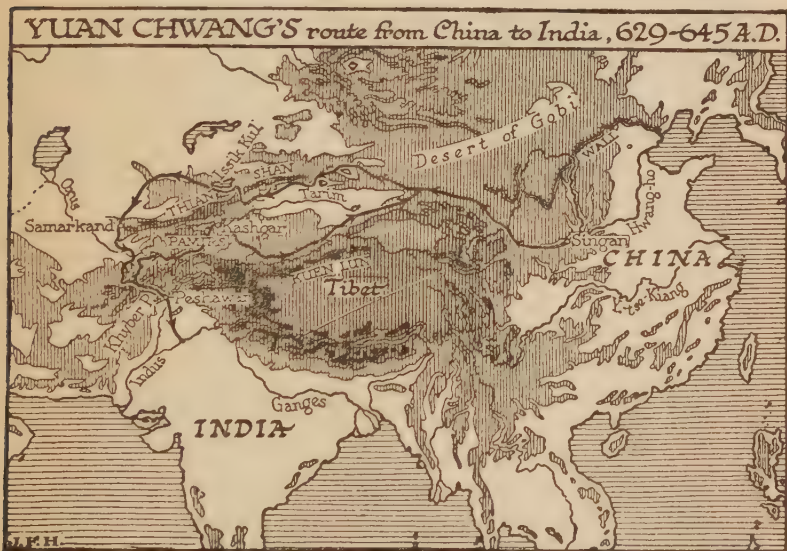 YUAN CHWANG'S route from China to India, 629-645 A.D.
Desert of Gobi
WALL
Issik Kul
THIAN SHAN
Oxus
Tarim
Hwang-ho
Samarkand
Kashgar
PAMIRS
Singan
CHINA
KUEN LUN
Tibet
Peshawar
Khyber P.
tse-Kiang
Indus
Ganges
INDIA
J.F.H.